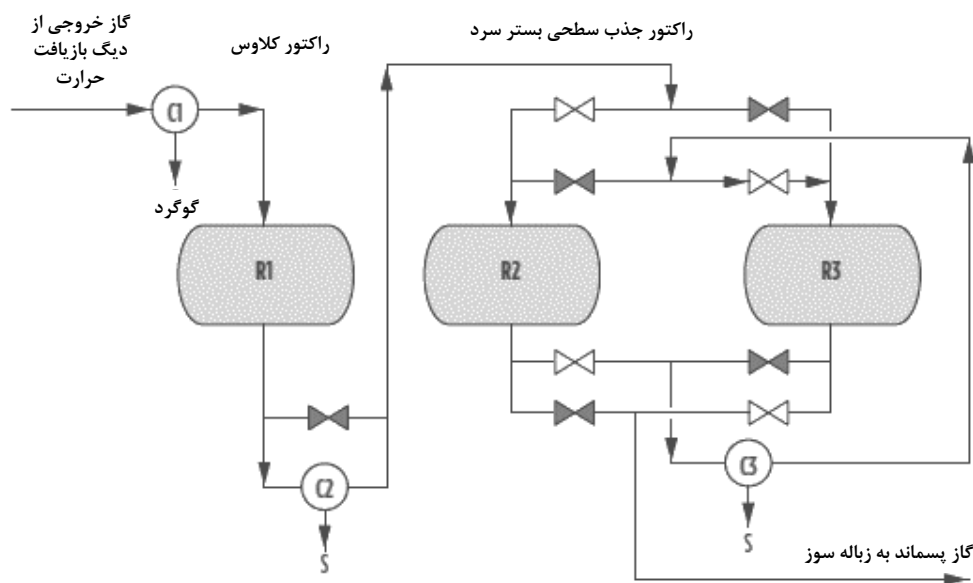 گاز خروجی از
دیگ بازیافت
حرارت
راکتور کلاوس
راکتور جذب سطحی بستر سرد
C1
گوگرد
R1
R2
R3
C2
S
C3
S
گاز پسماند به زباله سوز